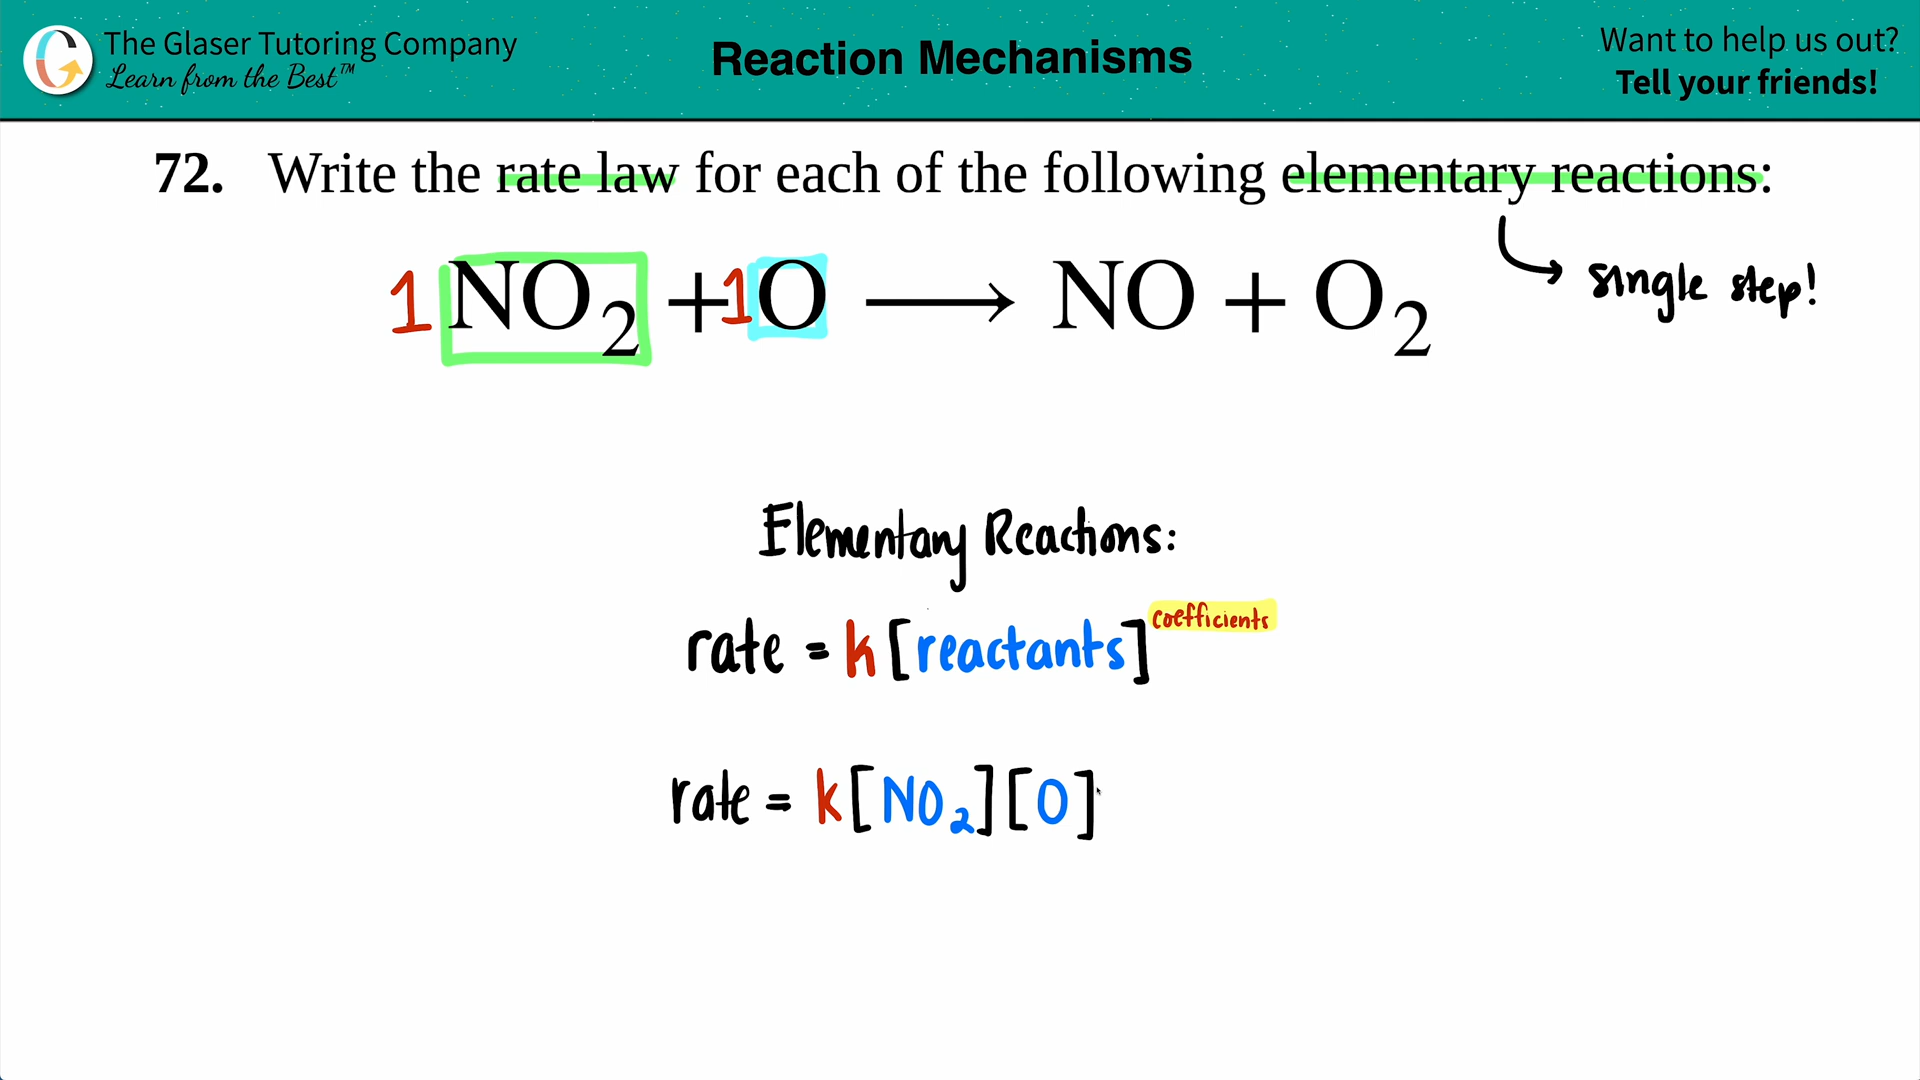 The Glaser Tutoring Company
Learn from the Best™
Reaction Mechanisms
Want to help us out?
Tell your friends!
72. Write the rate law for each of the following elementary reactions:
1 NO₂ + 1 O ⟶ NO + O₂
single step!
Elementary Reactions:
rate = k [reactants]^coefficients
rate = k [NO₂] [O]